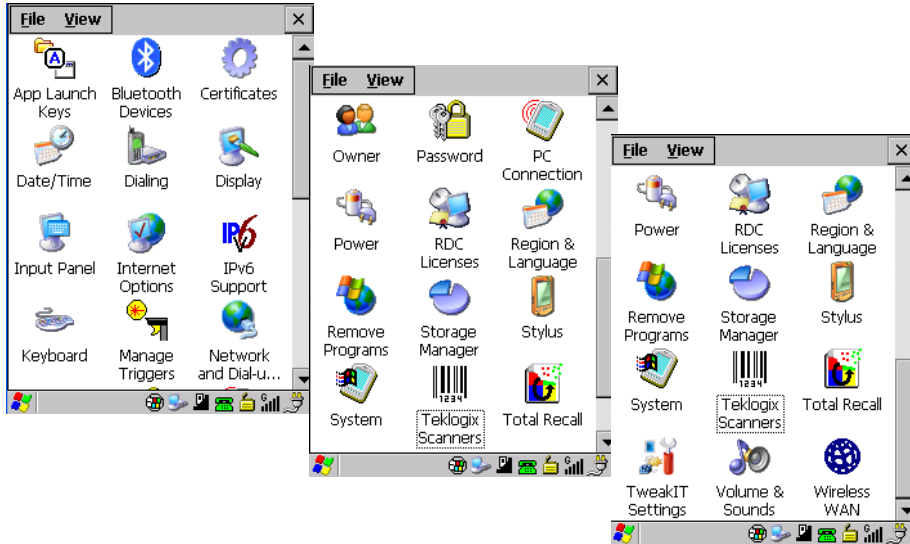 File View
App Launch Keys
Bluetooth Devices
Certificates
Date/Time
Dialing
Display
Input Panel
Internet Options
IPv6 Support
Keyboard
Manage Triggers
Network and Dial-u...
File View
Owner
Password
PC Connection
Power
RDC Licenses
Region & Language
Remove Programs
Storage Manager
Stylus
System
Teklogix Scanners
Total Recall
File View
Power
RDC Licenses
Region & Language
Remove Programs
Storage Manager
Stylus
System
Teklogix Scanners
Total Recall
TweakIT Settings
Volume & Sounds
Wireless WAN